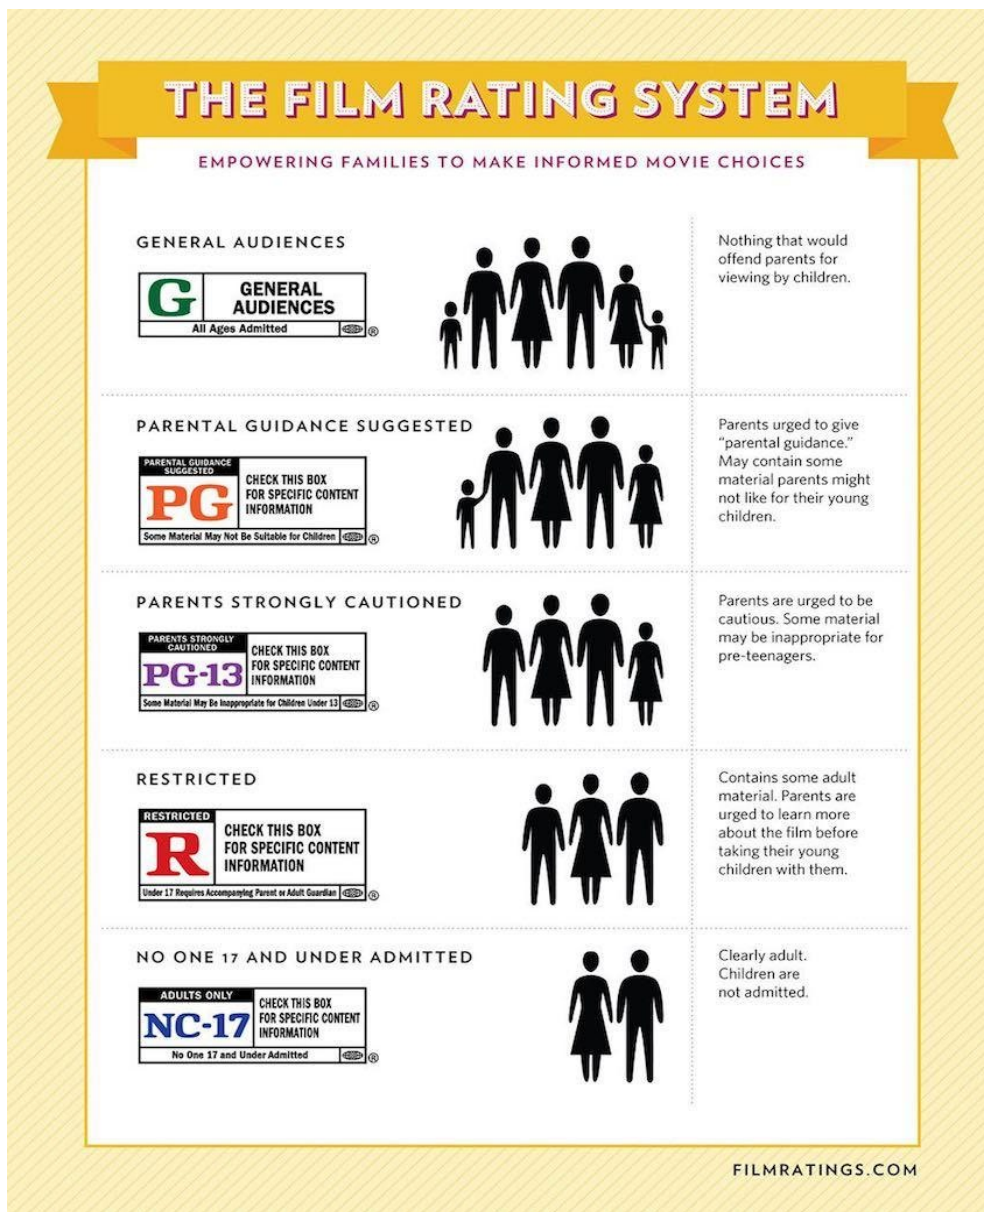 THE FILM RATING SYSTEM
EMPOWERING FAMILIES TO MAKE INFORMED MOVIE CHOICES
GENERAL AUDIENCES
G
GENERAL
AUDIENCES
All Ages Admitted
®
Nothing that would
offend parents for
viewing by children.
PARENTAL GUIDANCE SUGGESTED
PARENTAL GUIDANCE
SUGGESTED
PG
CHECK THIS BOX
FOR SPECIFIC CONTENT
INFORMATION
Some Material May Not Be Suitable for Children
®
Parents urged to give
“parental guidance.”
May contain some
material parents might
not like for their young
children.
PARENTS STRONGLY CAUTIONED
PARENTS STRONGLY
CAUTIONED
PG-13
CHECK THIS BOX
FOR SPECIFIC CONTENT
INFORMATION
Some Material May Be Inappropriate for Children Under 13
®
Parents are urged to be
cautious. Some material
may be inappropriate for
pre-teenagers.
RESTRICTED
RESTRICTED
R
CHECK THIS BOX
FOR SPECIFIC CONTENT
INFORMATION
Under 17 Requires Accompanying Parent or Adult Guardian
®
Contains some adult
material. Parents are
urged to learn more
about the film before
taking their young
children with them.
NO ONE 17 AND UNDER ADMITTED
ADULTS ONLY
NC-17
CHECK THIS BOX
FOR SPECIFIC CONTENT
INFORMATION
No One 17 and Under Admitted
®
Clearly adult.
Children are
not admitted.
FILMRATINGS.COM